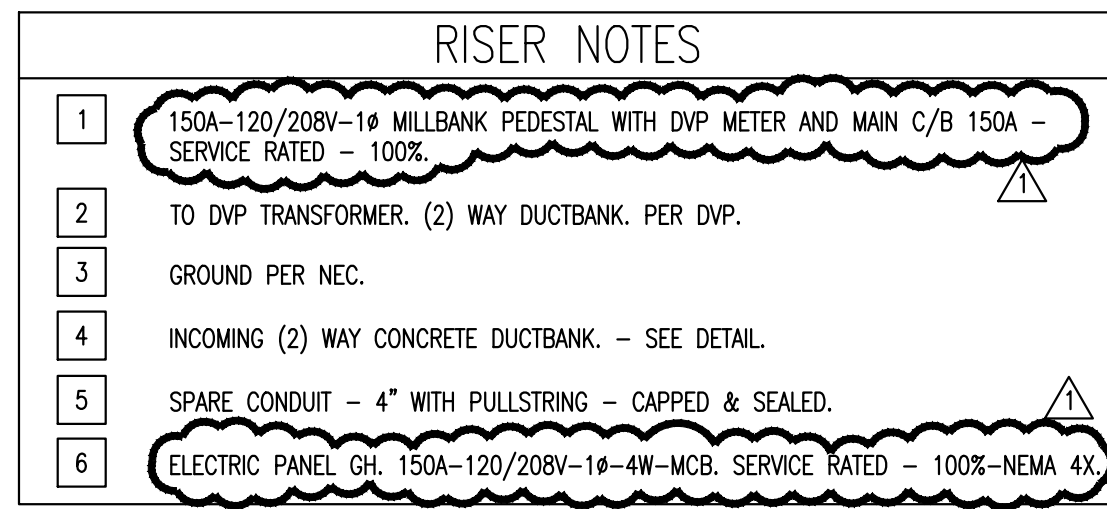 RISER NOTES
1 150A-120/208V-1ø MILLBANK PEDESTAL WITH DVP METER AND MAIN C/B 150A –
SERVICE RATED – 100%.
1
2 TO DVP TRANSFORMER. (2) WAY DUCTBANK. PER DVP.
3 GROUND PER NEC.
4 INCOMING (2) WAY CONCRETE DUCTBANK. – SEE DETAIL.
5 SPARE CONDUIT – 4" WITH PULLSTRING – CAPPED & SEALED.
1
6 ELECTRIC PANEL GH. 150A-120/208V-1ø-4W-MCB. SERVICE RATED – 100%-NEMA 4X.